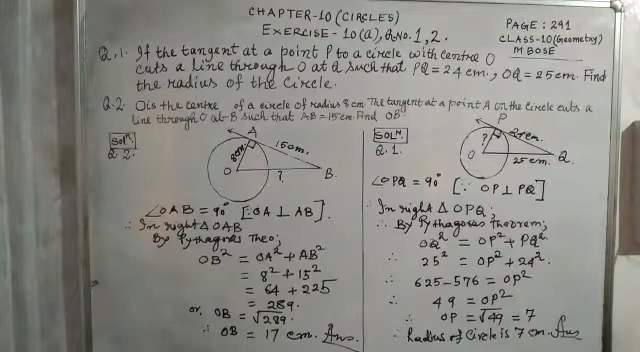 CHAPTER-10 (CIRCLES)
EXERCISE - 10(a), Q.NO. 1, 2.
PAGE : 291
CLASS-10 (Geometry)
MBOSE
Q.1. If the tangent at a point P to a circle with centre O
cuts a line through O at Q such that PQ = 24 cm., OQ = 25 cm. Find
the radius of the Circle.
Q.2. O is the centre of a circle of radius 8 cm The tangent at a point A on the circle cuts a
line through O at B such that AB = 15 cm. Find OB.
SOLN.
Q.2.
A
8cm
15cm.
O
?
B
∠OAB = 90° [∵ OA ⊥ AB].
∴ In right △ OAB
By Pythagoras Theo;
OB² = OA² + AB²
= 8² + 15²
= 64 + 225
= 289.
or, OB = √289.
∴ OB = 17 cm. Ans.
SOLN.
Q.1.
P
?
24cm.
O
25cm.
Q
∠OPQ = 90° [∵ OP ⊥ PQ]
∴ In right △ OPQ;
∴ By Pythagoras Theorem;
OQ² = OP² + PQ².
∴ 25² = OP² + 24².
∴ 625 - 576 = OP²
∴ 49 = OP²
∴ OP = √49 = 7
∴ Radius of Circle is 7 cm. Ans